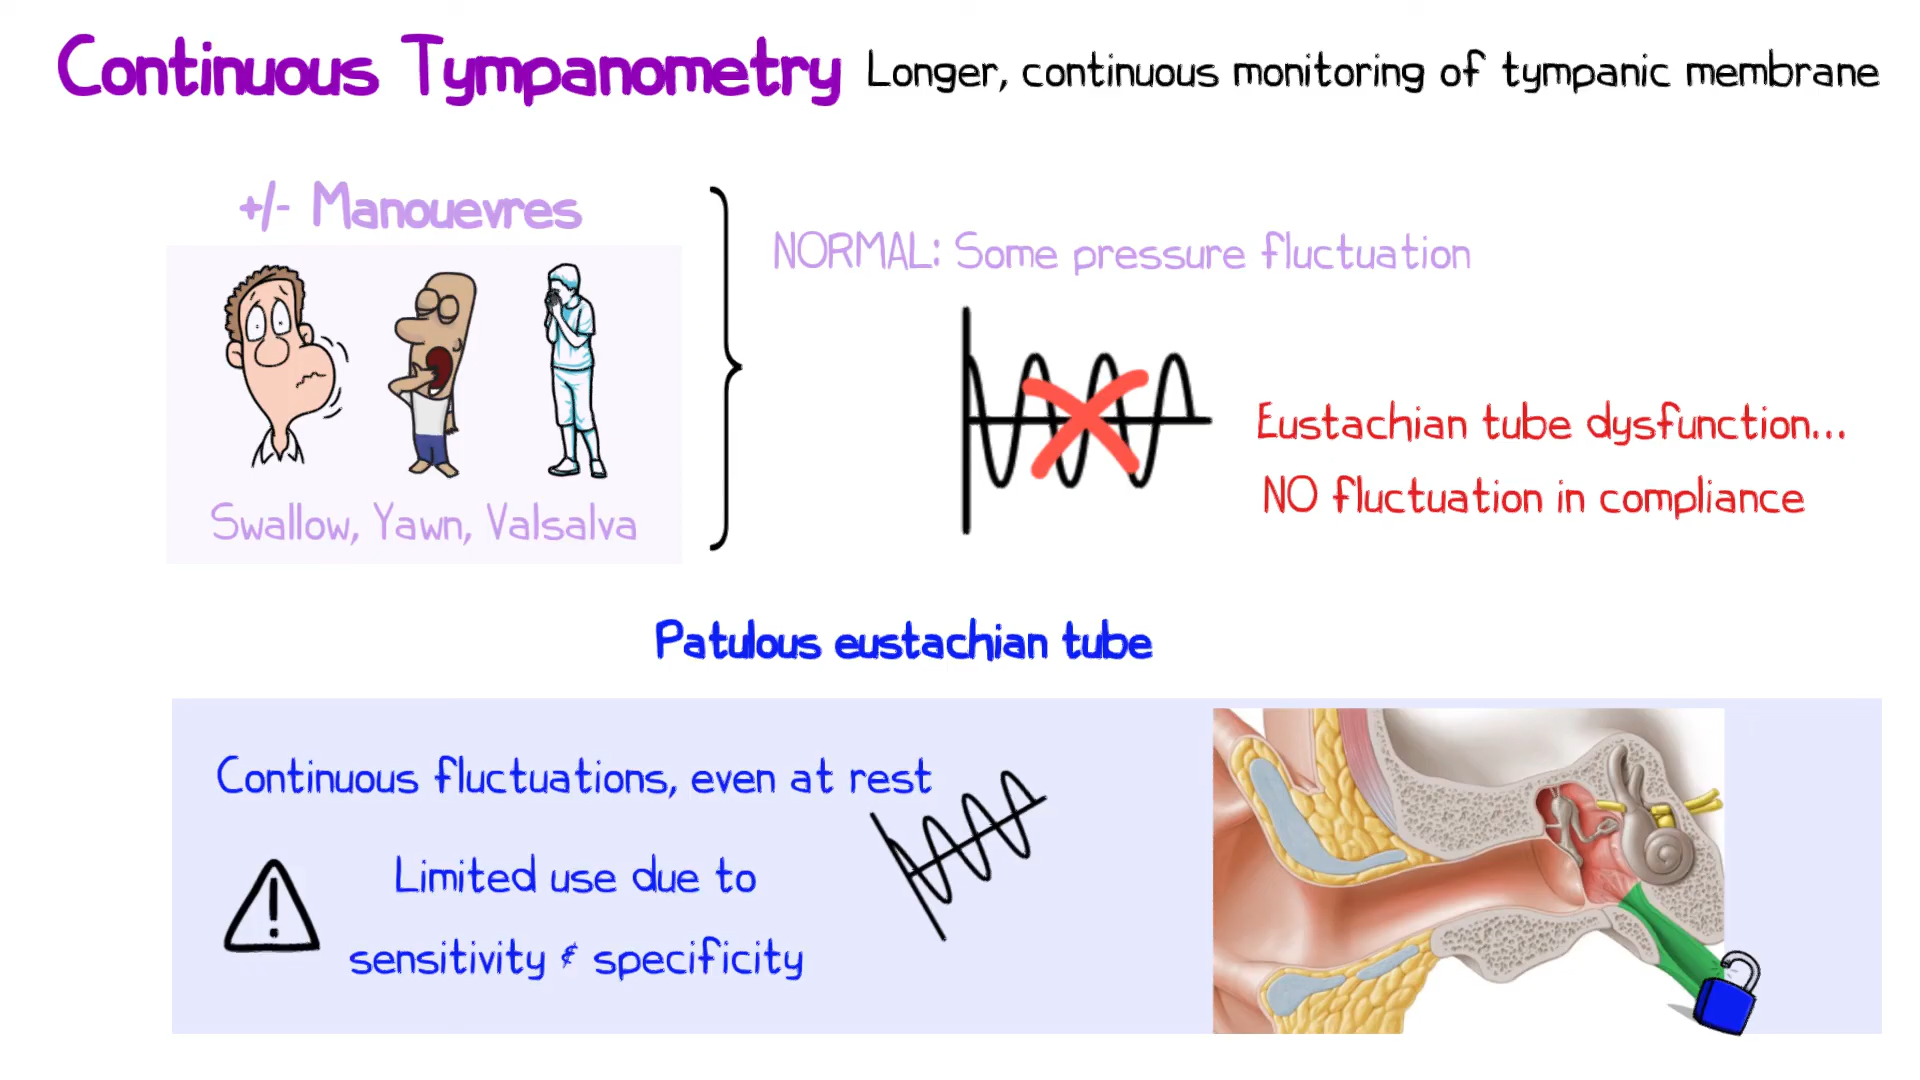 Continuous Tympanometry Longer, continuous monitoring of tympanic membrane
+/- Manouevres
Swallow, Yawn, Valsalva
NORMAL: Some pressure fluctuation
Eustachian tube dysfunction...
NO fluctuation in compliance
Patulous eustachian tube
Continuous fluctuations, even at rest
Limited use due to
sensitivity & specificity